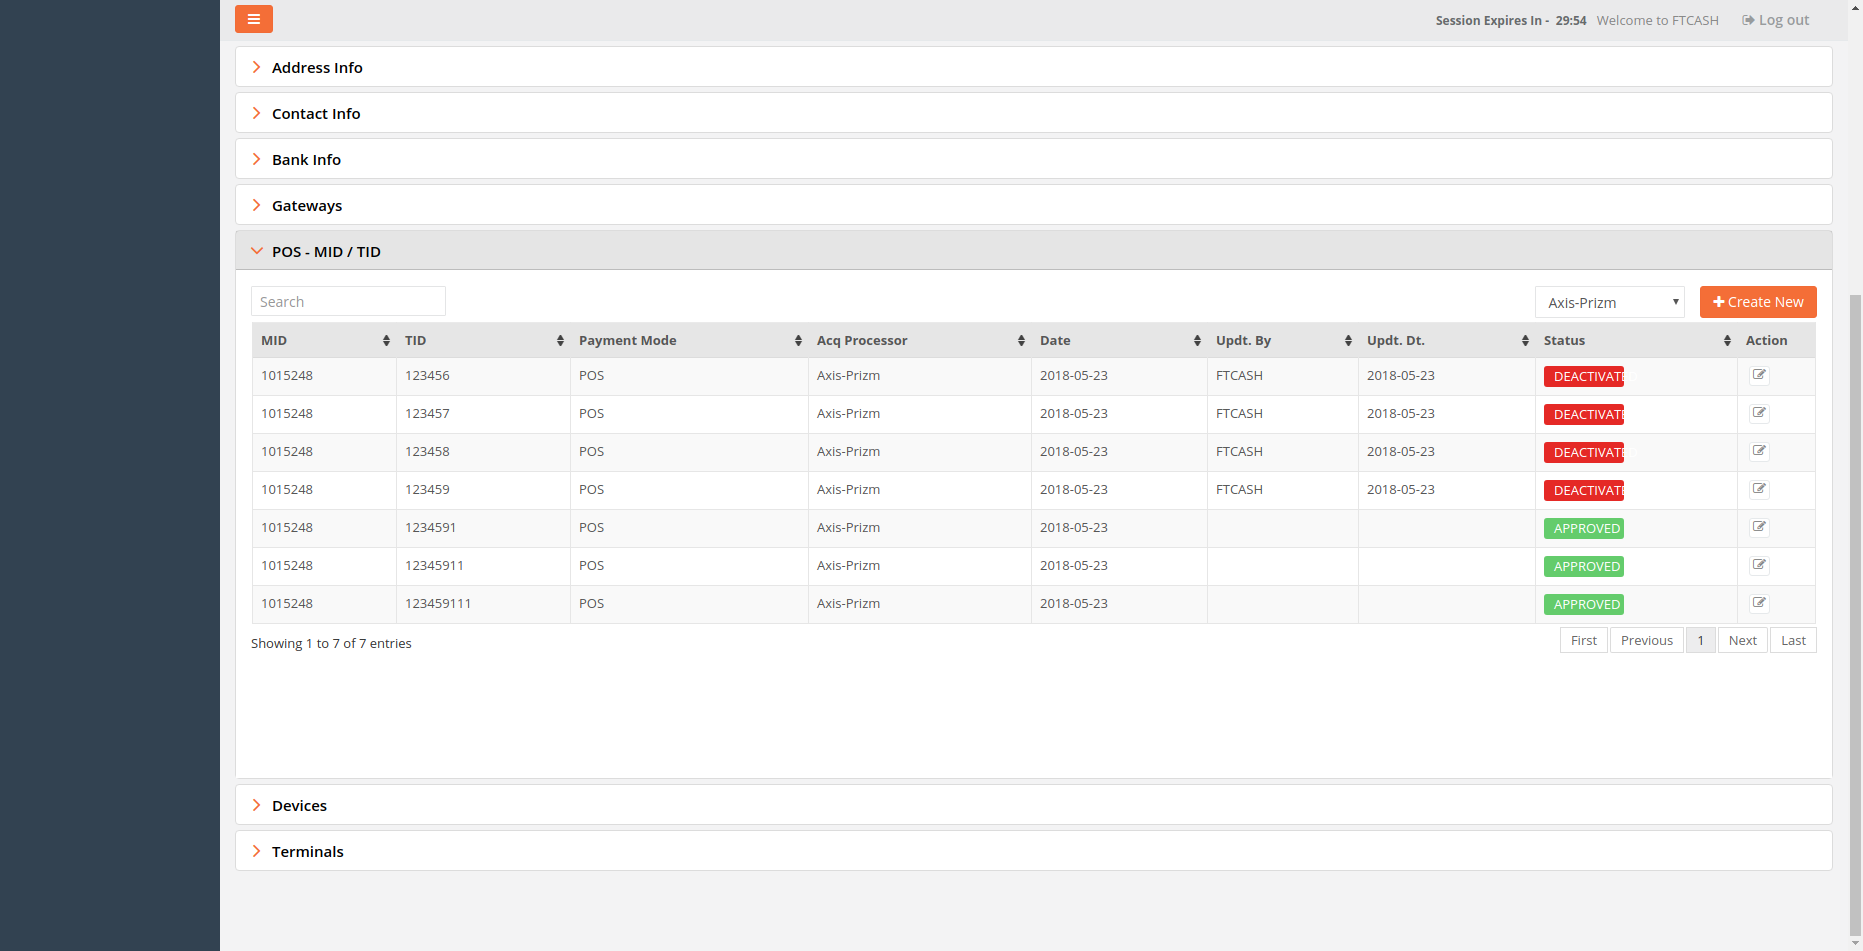 Session Expires In - 29:54 Welcome to FTCASH Log out
Address Info
Contact Info
Bank Info
Gateways
POS - MID / TID
Search Axis-Prizm Create New
MID TID Payment Mode Acq Processor Date Updt. By Updt. Dt. Status Action
1015248 123456 POS Axis-Prizm 2018-05-23 FTCASH 2018-05-23 DEACTIVATE
1015248 123457 POS Axis-Prizm 2018-05-23 FTCASH 2018-05-23 DEACTIVATE
1015248 123458 POS Axis-Prizm 2018-05-23 FTCASH 2018-05-23 DEACTIVATE
1015248 123459 POS Axis-Prizm 2018-05-23 FTCASH 2018-05-23 DEACTIVATE
1015248 1234591 POS Axis-Prizm 2018-05-23 APPROVED
1015248 12345911 POS Axis-Prizm 2018-05-23 APPROVED
1015248 123459111 POS Axis-Prizm 2018-05-23 APPROVED
Showing 1 to 7 of 7 entries First Previous 1 Next Last
Devices
Terminals